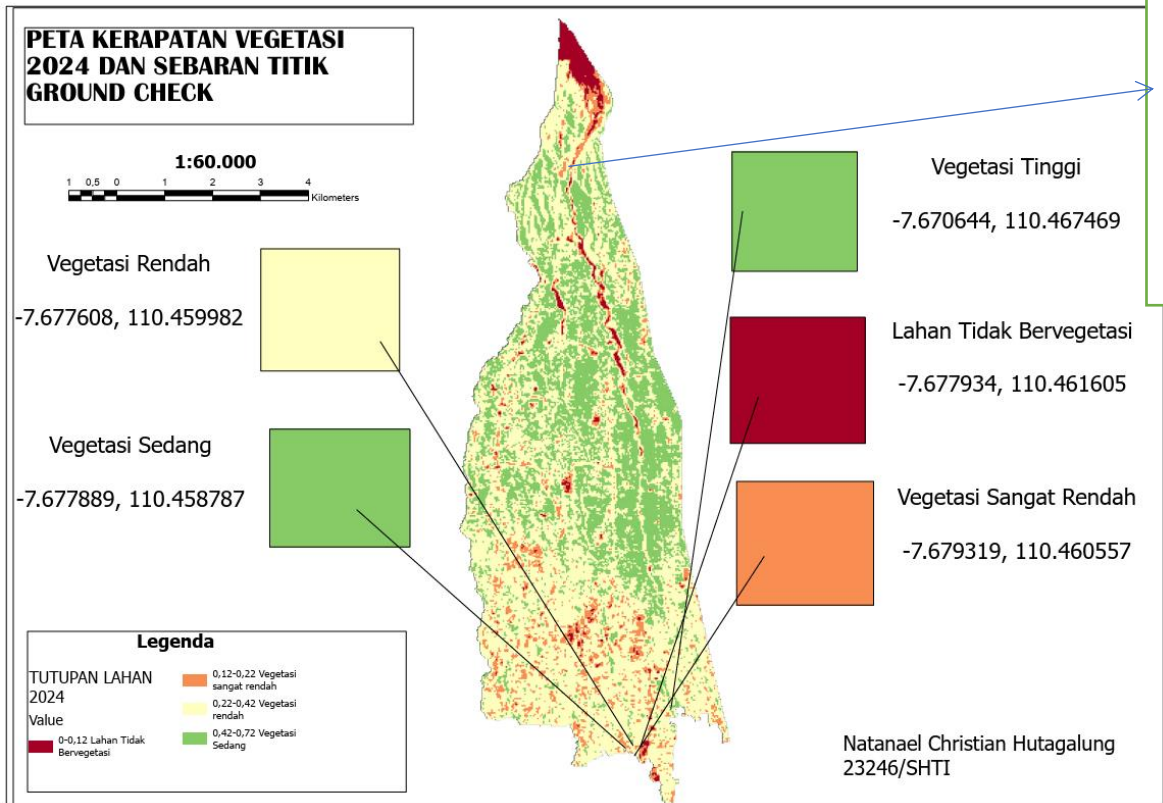 PETA KERAPATAN VEGETASI
2024 DAN SEBARAN TITIK
GROUND CHECK
1:60.000
1 0,5 0 1 2 3 4
Kilometers
Vegetasi Rendah
-7.677608, 110.459982
Vegetasi Sedang
-7.677889, 110.458787
Vegetasi Tinggi
-7.670644, 110.467469
Lahan Tidak Bervegetasi
-7.677934, 110.461605
Vegetasi Sangat Rendah
-7.679319, 110.460557
Legenda
TUTUPAN LAHAN
2024
Value
0-0,12 Lahan Tidak
Bervegetasi
0,12-0,22 Vegetasi
sangat rendah
0,22-0,42 Vegetasi
rendah
0,42-0,72 Vegetasi
Sedang
Natanael Christian Hutagalung
23246/SHTI